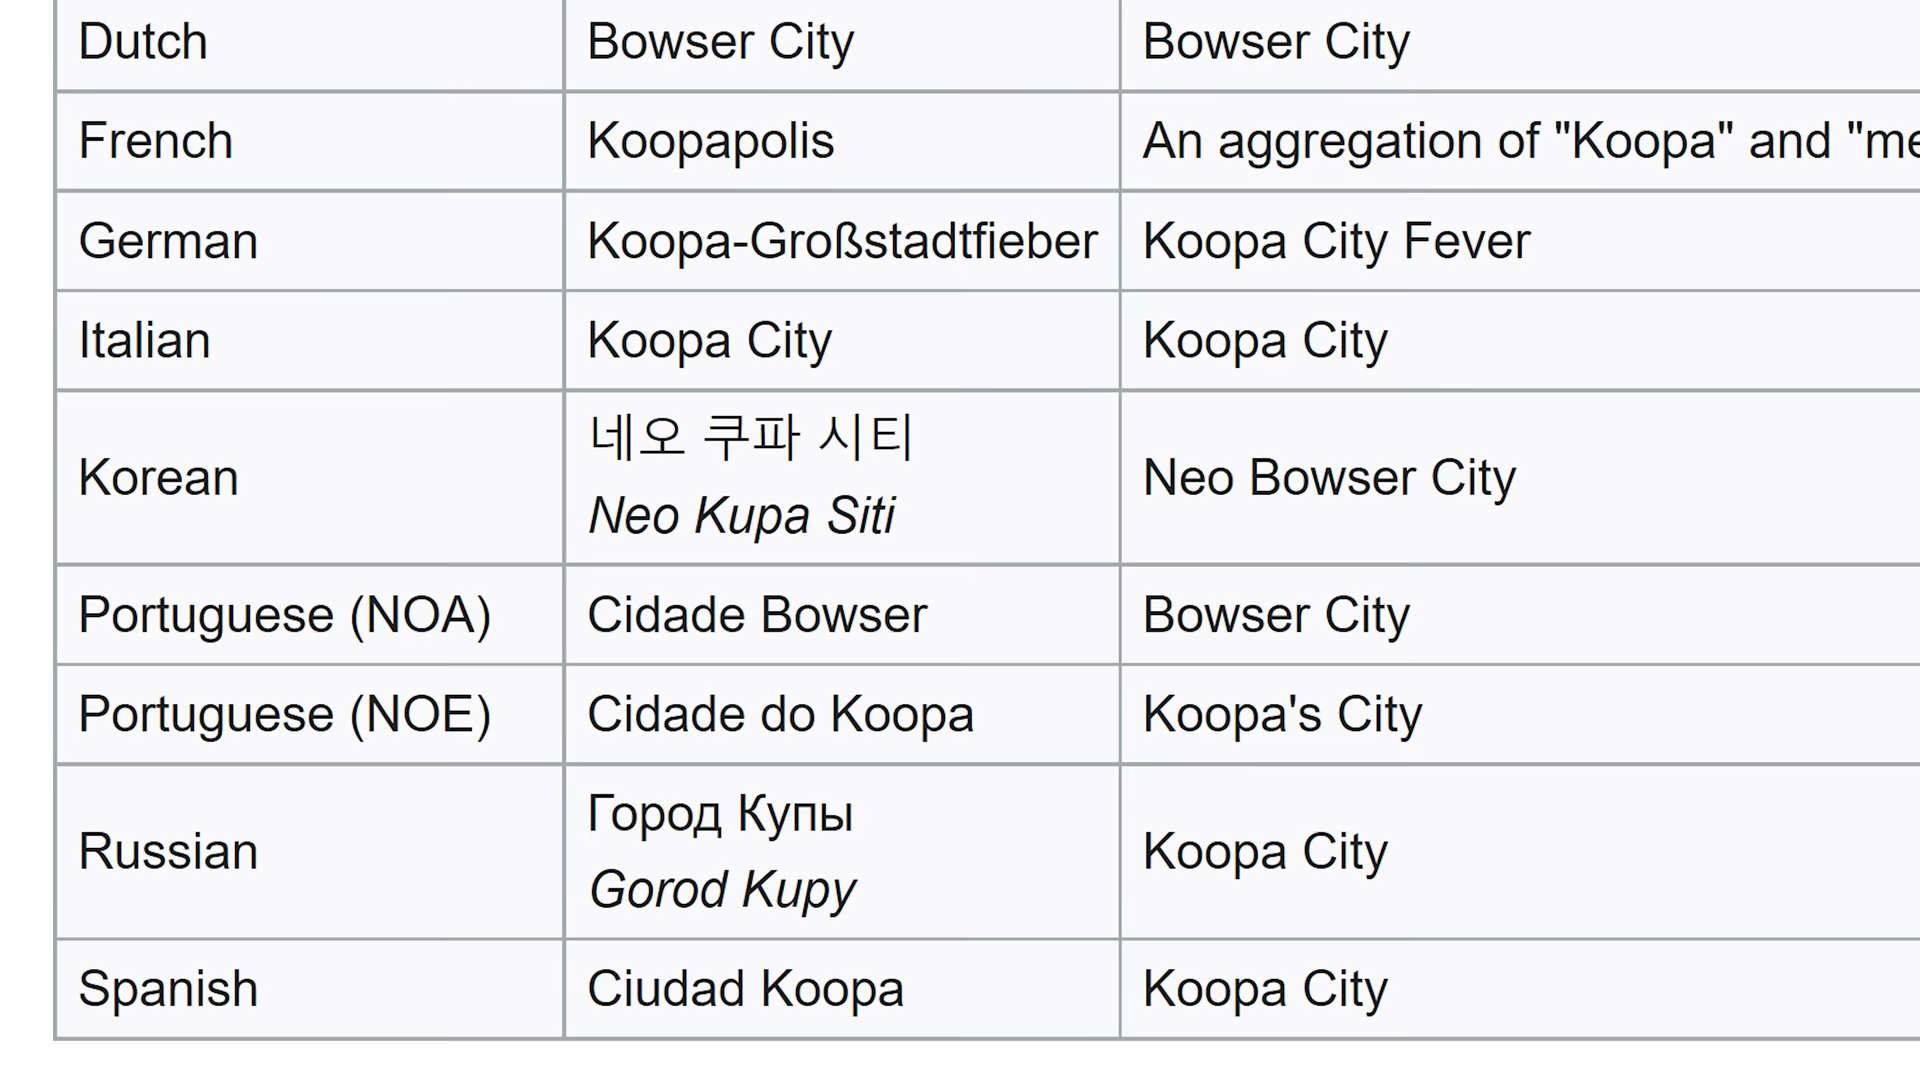 Dutch Bowser City Bowser City
French Koopapolis An aggregation of "Koopa" and
German Koopa-Großstadtfieber Koopa City Fever
Italian Koopa City Koopa City
Korean 네오 쿠파 시티 Neo Bowser City
Neo Kupa Siti
Portuguese (NOA) Cidade Bowser Bowser City
Portuguese (NOE) Cidade do Koopa Koopa's City
Russian Город Купы Koopa City
Gorod Kupy
Spanish Ciudad Koopa Koopa City